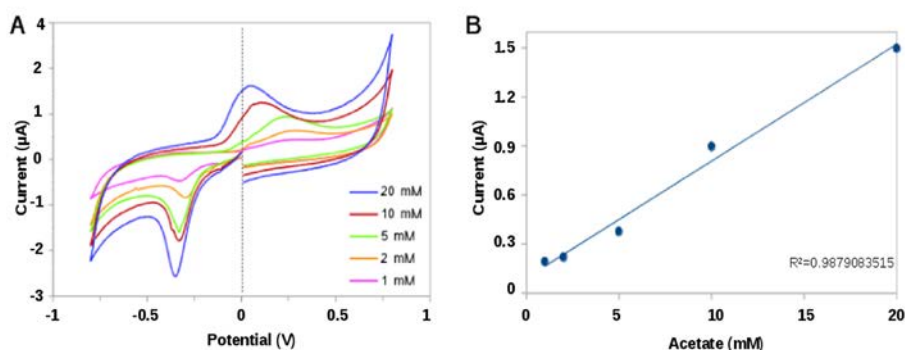 A
4
3
2
1
0
-1
-2
-3
Current (µA)
-1
-0.5
0
0.5
1
Potential (V)
20 mM
10 mM
5 mM
2 mM
1 mM
B
1.5
1.2
0.9
0.6
0.3
0
Current (µA)
0
5
10
15
20
Acetate (mM)
R²=0.9879083515